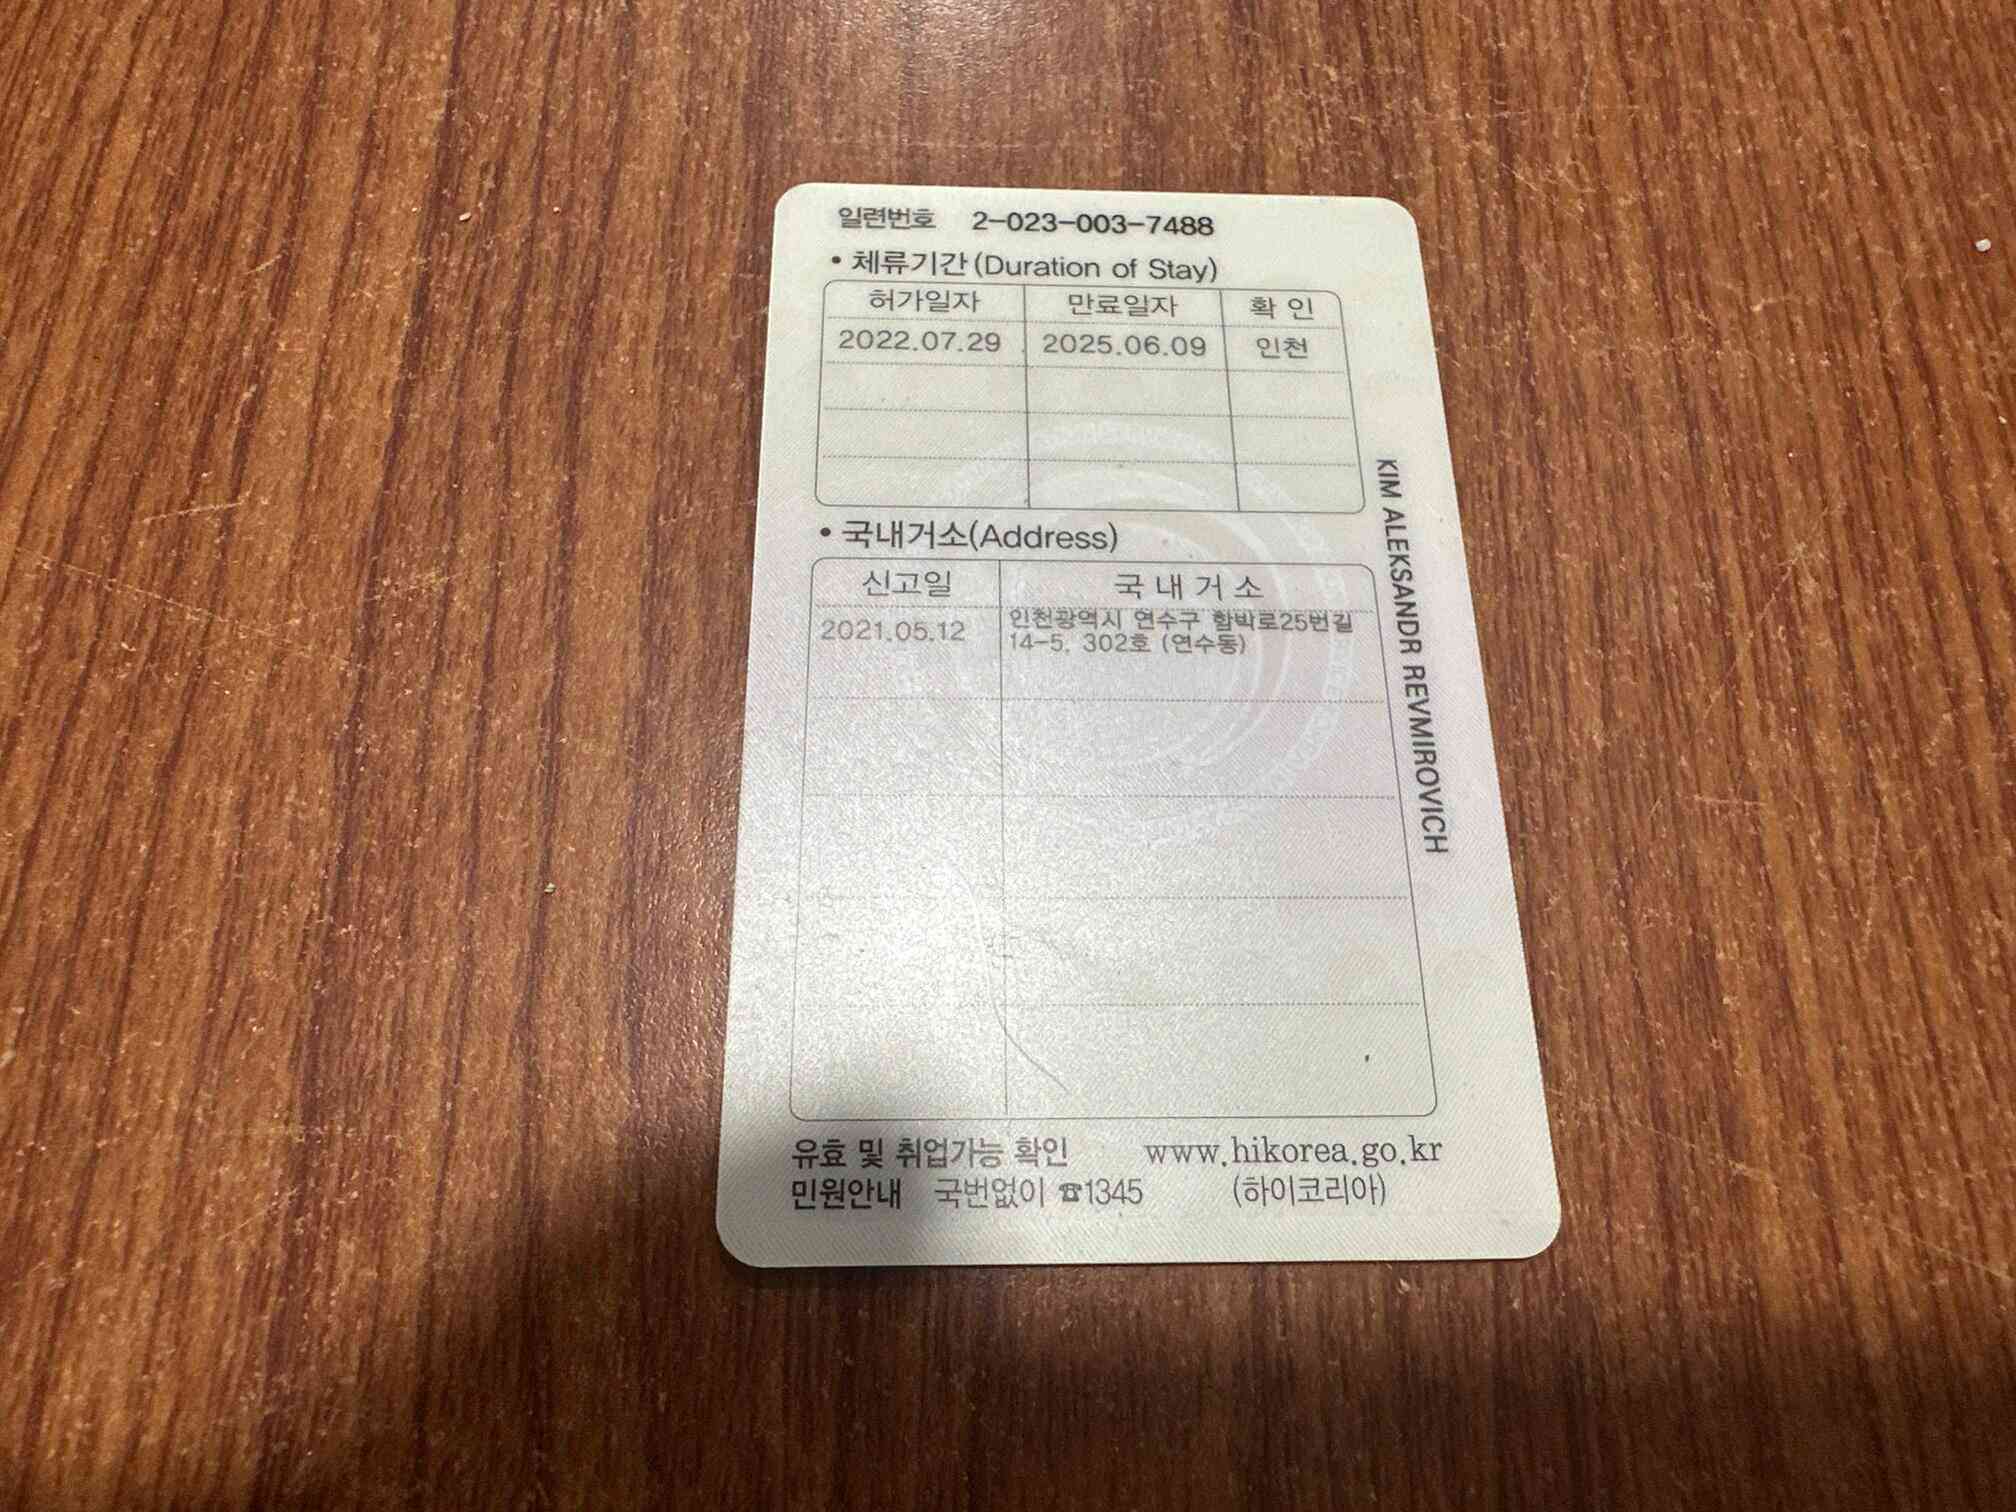 일련번호 2-023-003-7488
• 체류기간(Duration of Stay)
허가일자 만료일자 확 인
2022.07.29 2025.06.09 인천
• 국내거소(Address)
신고일 국 내 거 소
2021.05.12 인천광역시 연수구 함박로25번길
14-5, 302호 (연수동)
유효 및 취업가능 확인 www.hikorea.go.kr
민원안내 국번없이 ☎1345 (하이코리아)
KIM ALEKSANDR REVMIROVICH